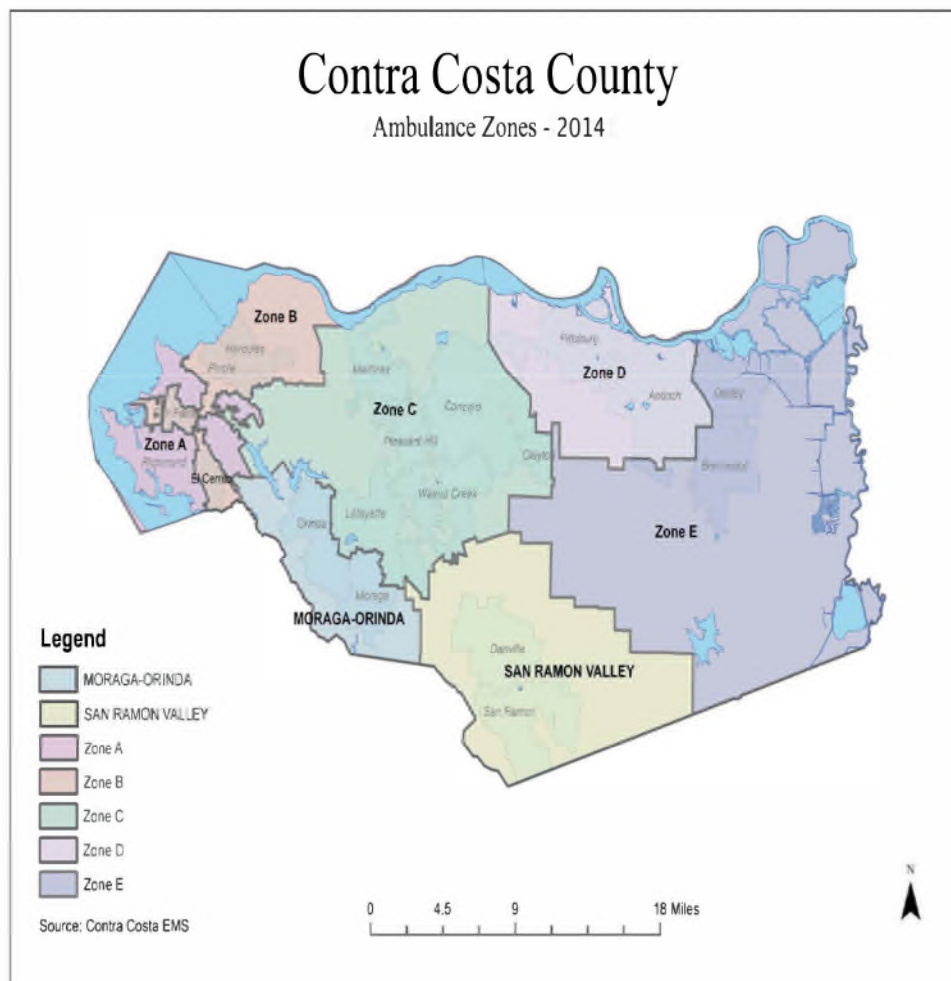 Contra Costa County
Ambulance Zones - 2014
Zone B
Hercules
Pinole
Pittsburg
Zone D
Martinez
Antioch
Oakley
Zone C
Concord
Zone A
Richmond
Pleasant Hill
Clayton
Brentwood
El Cerrito
Walnut Creek
Lafayette
Orinda
Zone E
Moraga
MORAGA-ORINDA
Danville
SAN RAMON VALLEY
San Ramon
Legend
MORAGA-ORINDA
SAN RAMON VALLEY
Zone A
Zone B
Zone C
Zone D
Zone E
Source: Contra Costa EMS
0 4.5 9 18 Miles
N